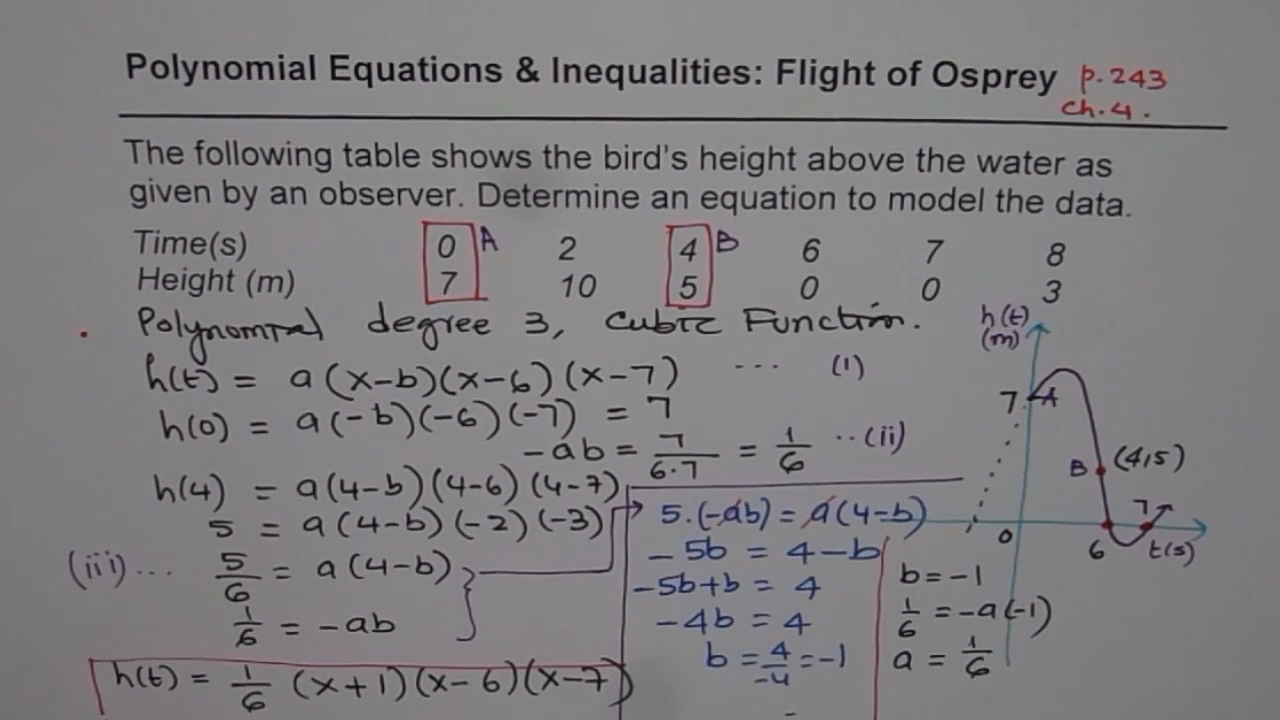 Polynomial Equations & Inequalities: Flight of Osprey p.243
ch.4.
The following table shows the bird's height above the water as
given by an observer. Determine an equation to model the data.
Time(s) 0 A 2 4 B 6 7 8
Height (m) 7 10 5 0 0 3
. Polynomial degree 3, Cubic Function.
h(t) = a(x-b)(x-6)(x-7) --- (1)
h(0) = a(-b)(-6)(-7) = 7
-ab = 7/6·7 = 1/6 ··(ii)
h(4) = a(4-b)(4-6)(4-7)
5 = a(4-b)(-2)(-3)
(iii)... 5/6 = a(4-b)
1/6 = -ab
h(t) = 1/6 (x+1)(x-6)(x-7)
5.(-ab) = a(4-b)
-5b = 4-b
-5b+b = 4
-4b = 4
b = 4/-4 = -1
b = -1
1/6 = -a(-1)
a = 1/6
h(t)
(m)
7 A
B (4,5)
7
0 6 t(s)